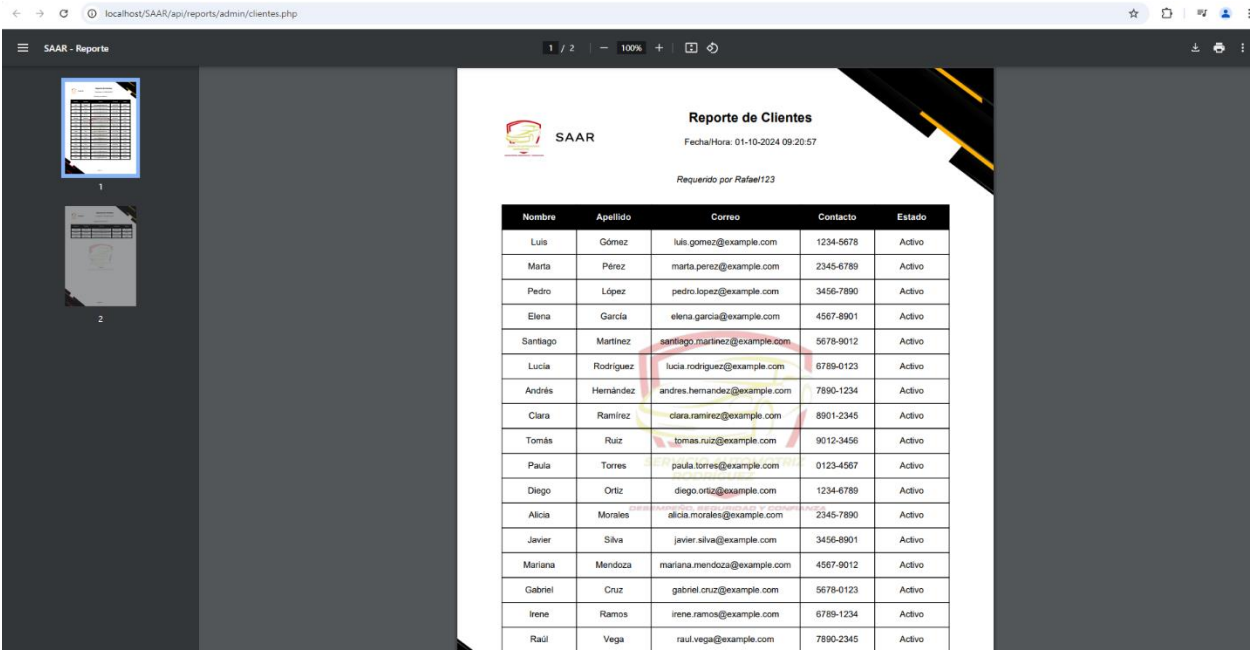 localhost/SAAR/api/reports/admin/clientes.php
SAAR - Reporte
1 / 2
100%
1
2
SAAR
Reporte de Clientes
Fecha/Hora: 01-10-2024 09:20:57
Requerido por Rafael123
Nombre Apellido Correo Contacto Estado
Luis Gómez luis.gomez@example.com 1234-5678 Activo
Marta Pérez marta.perez@example.com 2345-6789 Activo
Pedro López pedro.lopez@example.com 3456-7890 Activo
Elena García elena.garcia@example.com 4567-8901 Activo
Santiago Martínez santiago.martinez@example.com 5678-9012 Activo
Lucía Rodríguez lucia.rodriguez@example.com 6789-0123 Activo
Andrés Hernández andres.hernandez@example.com 7890-1234 Activo
Clara Ramírez clara.ramirez@example.com 8901-2345 Activo
Tomás Ruiz tomas.ruiz@example.com 9012-3456 Activo
Paula Torres paula.torres@example.com 0123-4567 Activo
Diego Ortiz diego.ortiz@example.com 1234-6789 Activo
Alicia Morales alicia.morales@example.com 2345-7890 Activo
Javier Silva javier.silva@example.com 3456-8901 Activo
Mariana Mendoza mariana.mendoza@example.com 4567-9012 Activo
Gabriel Cruz gabriel.cruz@example.com 5678-0123 Activo
Irene Ramos irene.ramos@example.com 6789-1234 Activo
Raúl Vega raul.vega@example.com 7890-2345 Activo
SERVICIO AUTOMOTRIZ
RODRIGUEZ
DESEMPEÑO, SEGURIDAD Y CONFIANZA